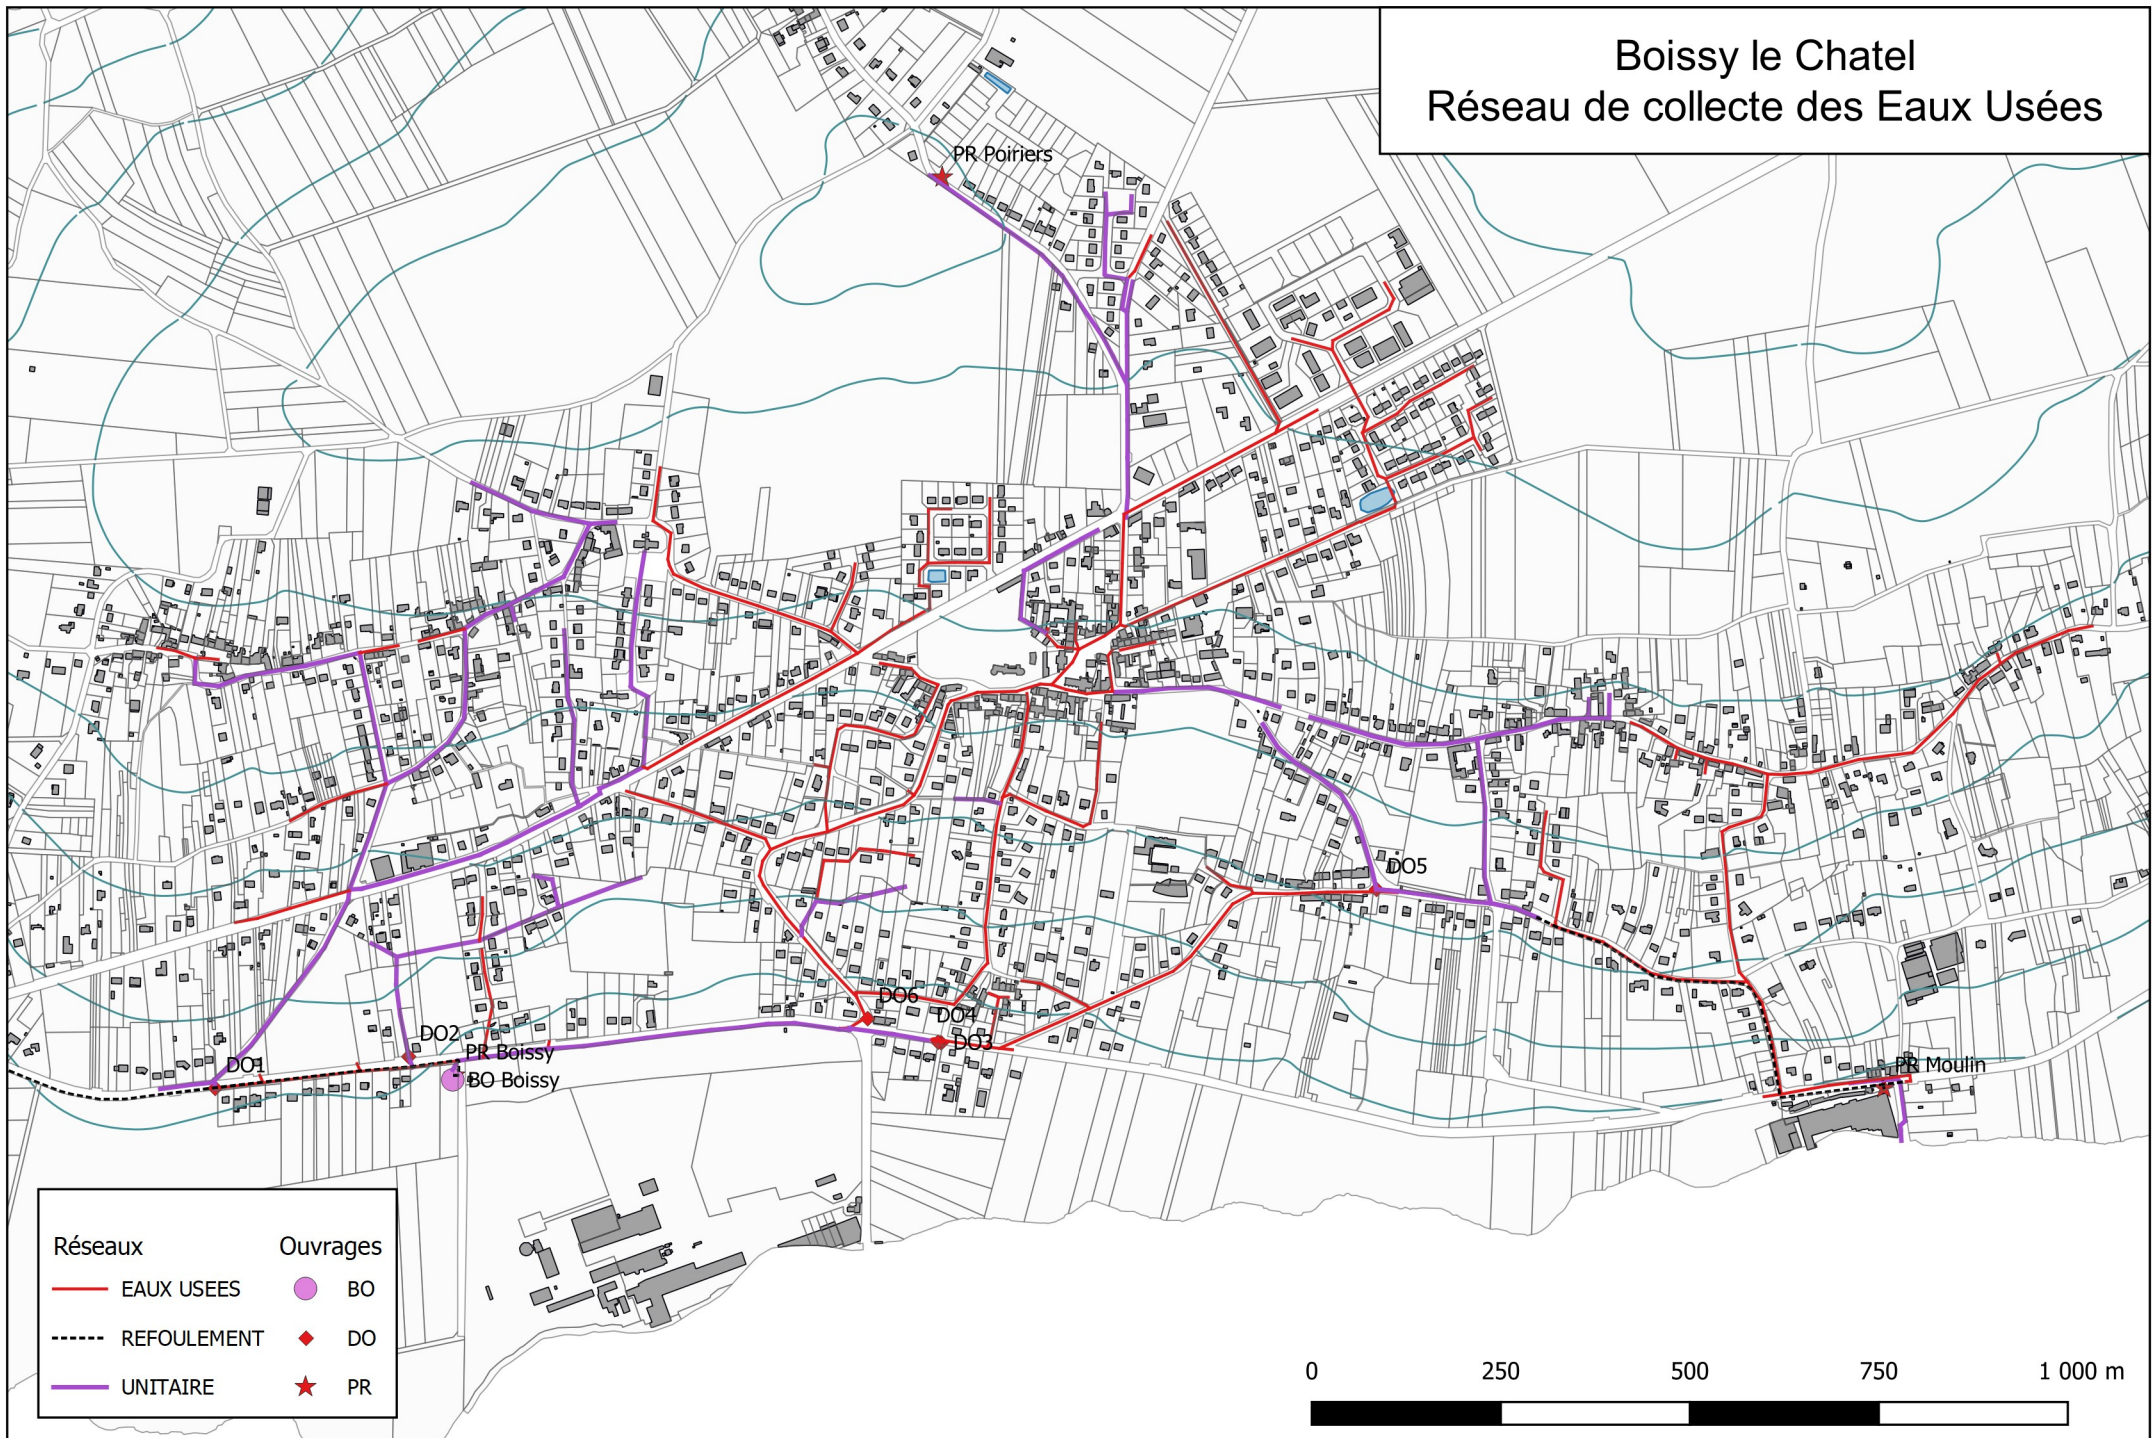 Boissy le Chatel
Réseau de collecte des Eaux Usées
PR Poiriers
DO5
DO6
DO4
DO3
DO2
PR Boissy
BO Boissy
DO1
PR Moulin
Réseaux
Ouvrages
EAUX USEES
BO
REFOULEMENT
DO
UNITAIRE
PR
0 250 500 750 1 000 m